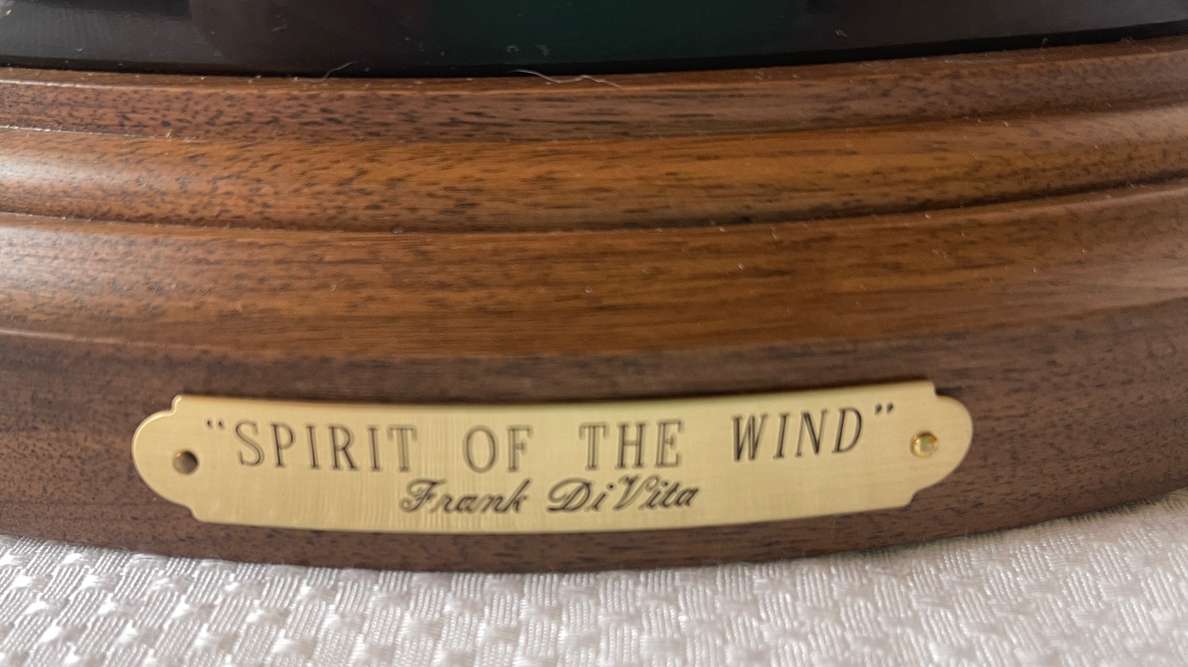 "SPIRIT OF THE WIND"
Frank DiVita